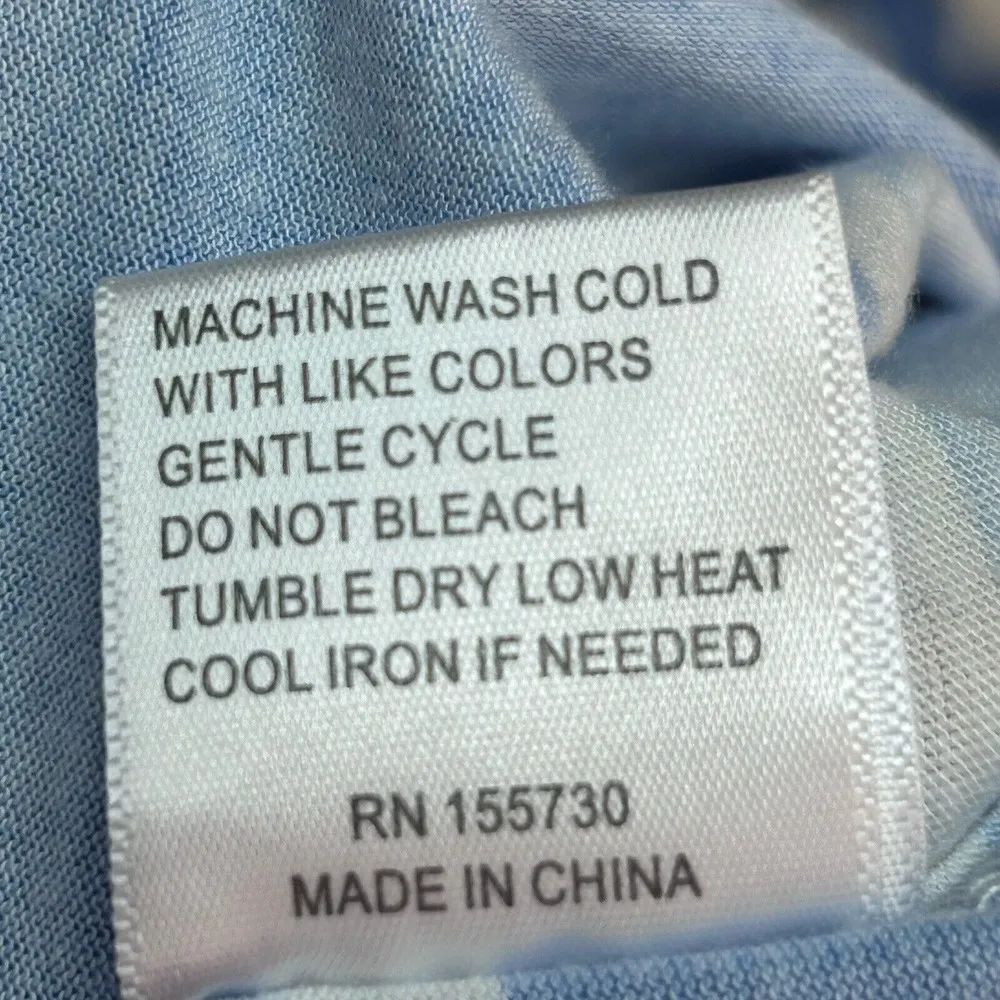 MACHINE WASH COLD
WITH LIKE COLORS
GENTLE CYCLE
DO NOT BLEACH
TUMBLE DRY LOW HEAT
COOL IRON IF NEEDED
RN 155730
MADE IN CHINA